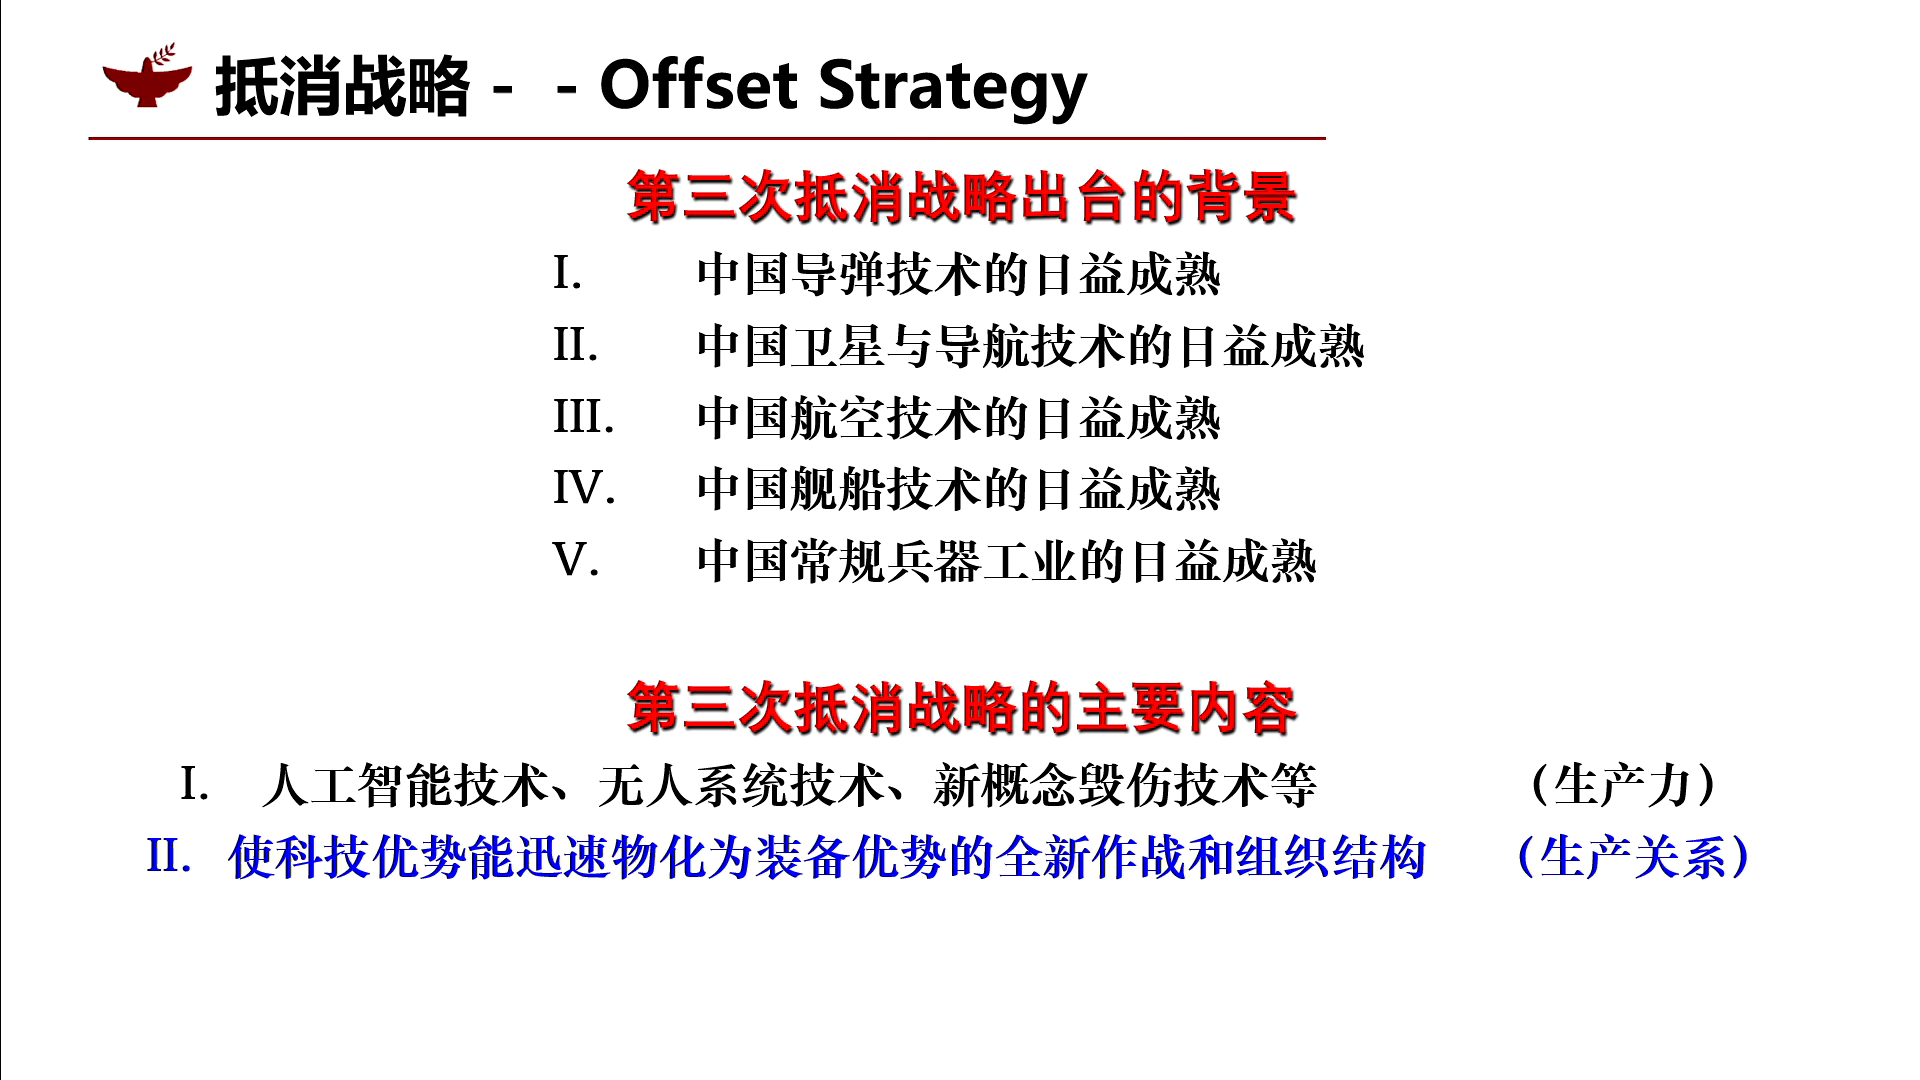 抵消战略- -Offset Strategy
第三次抵消战略出台的背景
I. 中国导弹技术的日益成熟
II. 中国卫星与导航技术的日益成熟
III. 中国航空技术的日益成熟
IV. 中国舰船技术的日益成熟
V. 中国常规兵器工业的日益成熟
第三次抵消战略的主要内容
I. 人工智能技术、无人系统技术、新概念毁伤技术等 （生产力）
II. 使科技优势能迅速物化为装备优势的全新作战和组织结构 （生产关系）